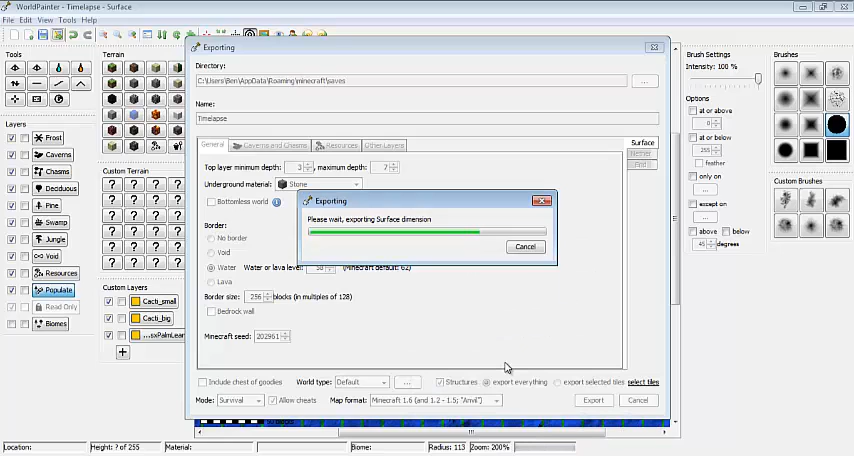 WorldPainter - Timelapse - Surface
File Edit View Tools Help
Tools
Layers
Frost
Caverns
Chasms
Deciduous
Pine
Swamp
Jungle
Void
Resources
Populate
Read Only
Biomes
Terrain
Custom Terrain
? ? ? ? ?
? ? ? ? ?
? ? ? ? ?
? ? ? ? ?
? ? ? ? ?
Custom Layers
Cacti_small
Cacti_big
Exporting
Directory:
C:\Users\Ben\AppData\Roaming\minecraft\saves
...
Name:
Timelapse
General Caverns and Chasms Resources Other Layers
Surface
Nether
End
Top layer minimum depth: 3 , maximum depth: 7
Underground material: Stone
Bottomless world
Border:
No border
Void
Water Water or lava level: 58 (Minecraft default: 62)
Lava
Border size: 256 blocks (in multiples of 128)
Bedrock wall
Minecraft seed: 202961
Include chest of goodies World type: Default ... Structures export everything export selected tiles select tiles
Mode: Survival Allow cheats Map format: Minecraft 1.6 (and 1.2 - 1.5; "Anvil") Export Cancel
Exporting
Please wait, exporting Surface dimension
Cancel
Brush Settings
Intensity: 100 %
Options
at or above
0
at or below
255
feather
only on
...
except on
...
above below
45 degrees
Brushes
Custom Brushes
Location: Height: ? of 255 Material: Biome: Radius: 113 Zoom: 200%